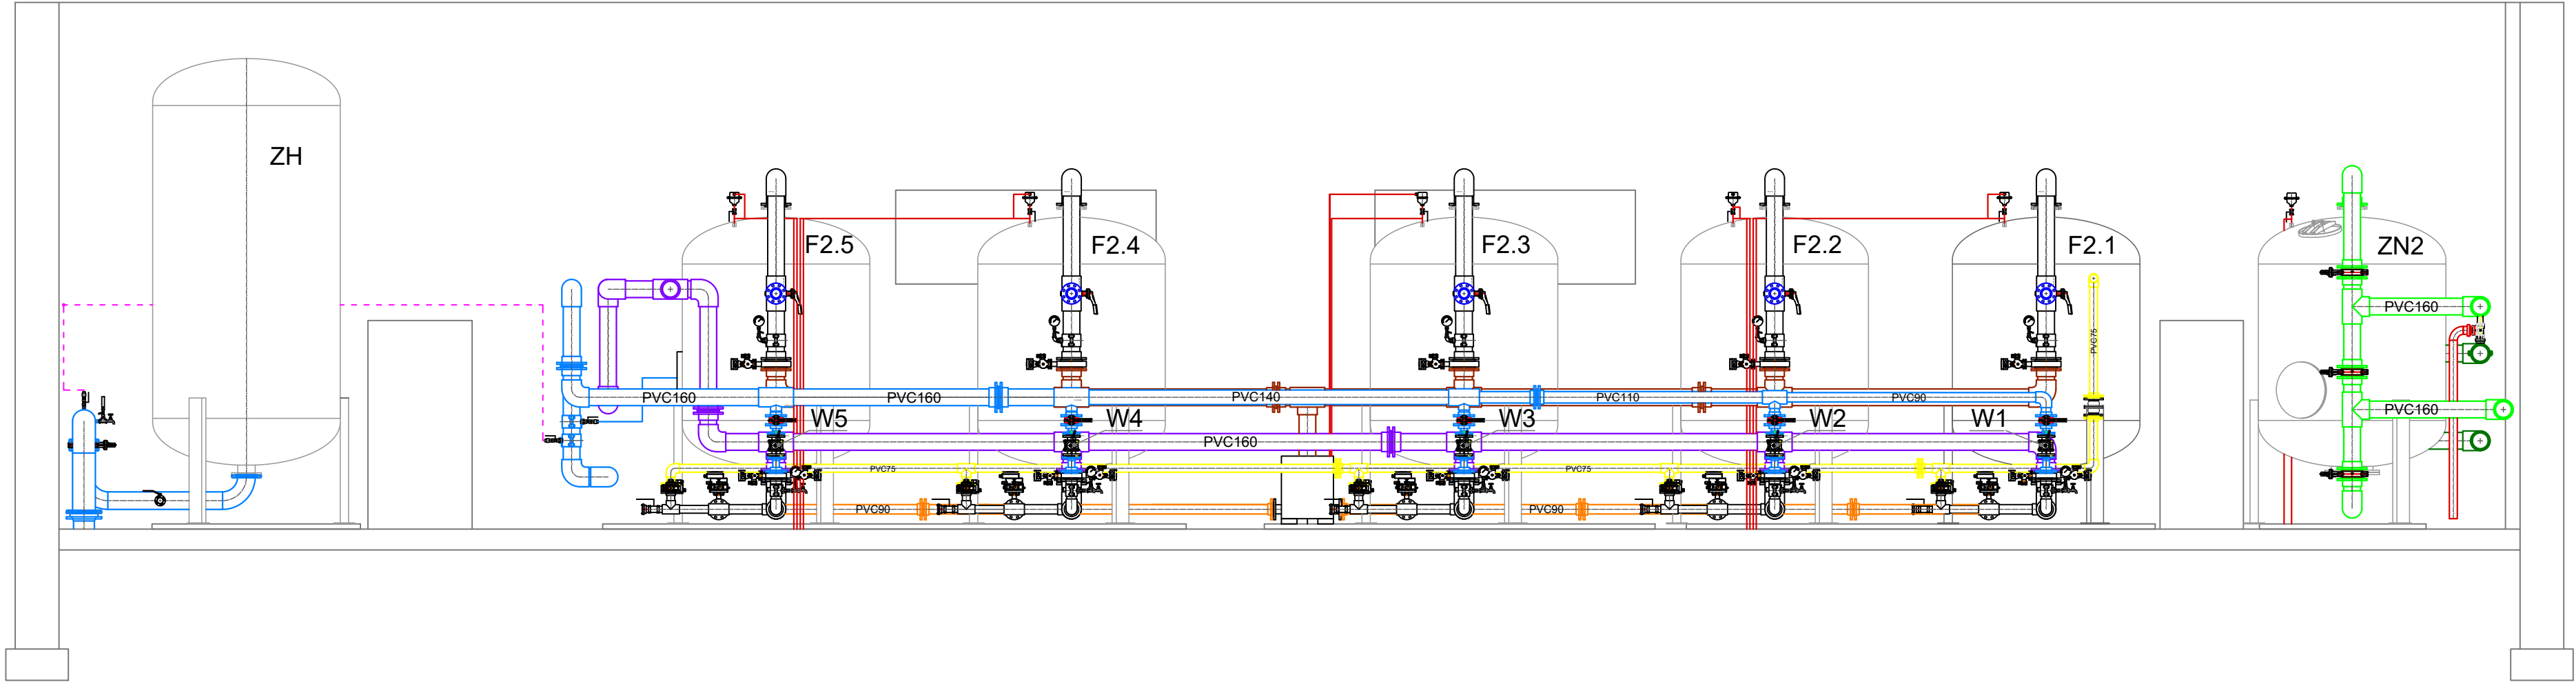 ZH
F2.5
F2.4
F2.3
F2.2
F2.1
ZN2
PVC160
PVC75
PVC160
PVC160
PVC140
PVC110
PVC90
PVC160
W5
W4
W3
W2
W1
PVC160
PVC75
PVC75
PVC90
PVC90